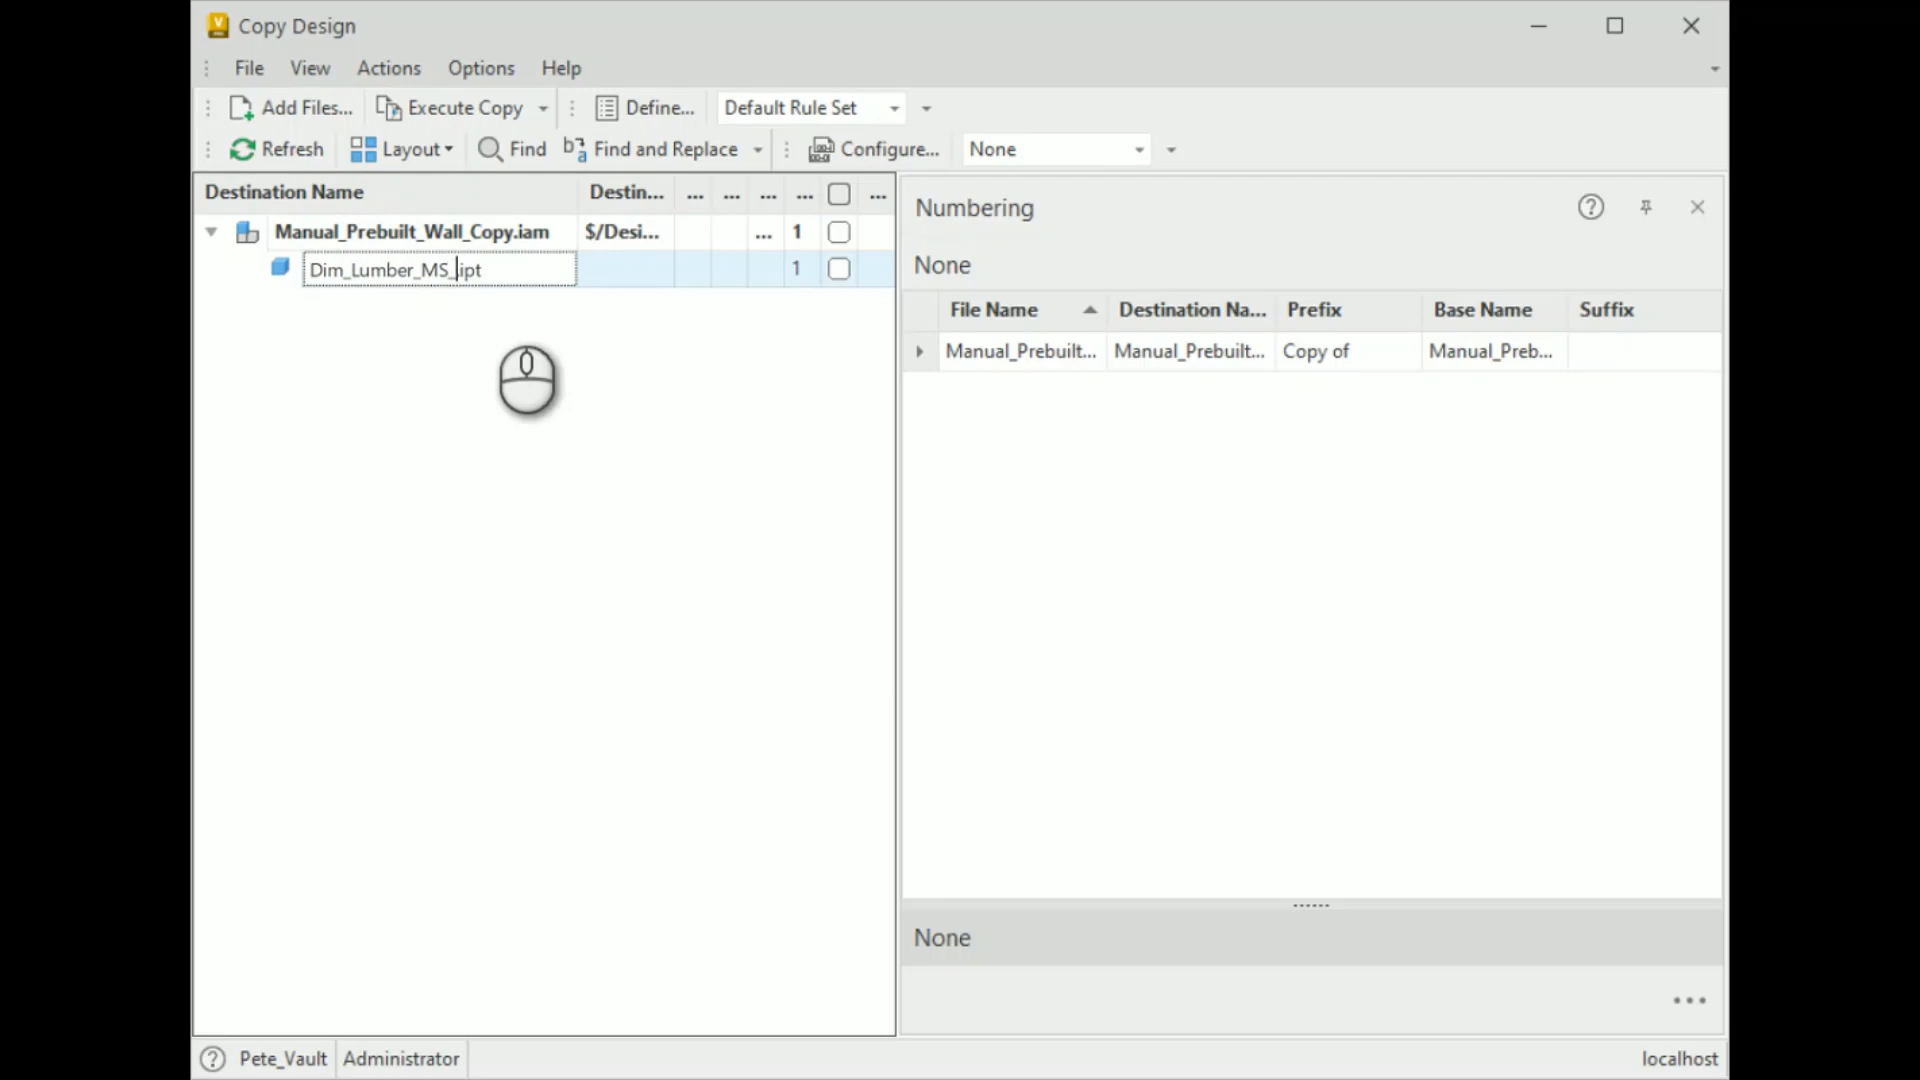 Copy Design
File View Actions Options Help
Add Files... Execute Copy Define... Default Rule Set
Refresh Layout Find Find and Replace Configure... None
Destination Name Destin... ... ... ... ... ...
Manual_Prebuilt_Wall_Copy.iam $/Desi... ... 1
Dim_Lumber_MS_.ipt 1
Numbering
None
File Name Destination Na... Prefix Base Name Suffix
Manual_Prebuilt... Manual_Prebuilt... Copy of Manual_Preb...
None
Pete_Vault Administrator localhost